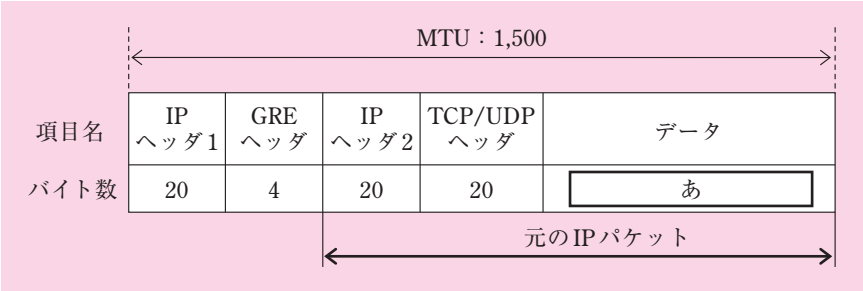 MTU：1,500
項目名
IP
ヘッダ1
GRE
ヘッダ
IP
ヘッダ2
TCP/UDP
ヘッダ
データ
バイト数
20
4
20
20
あ
元のIPパケット